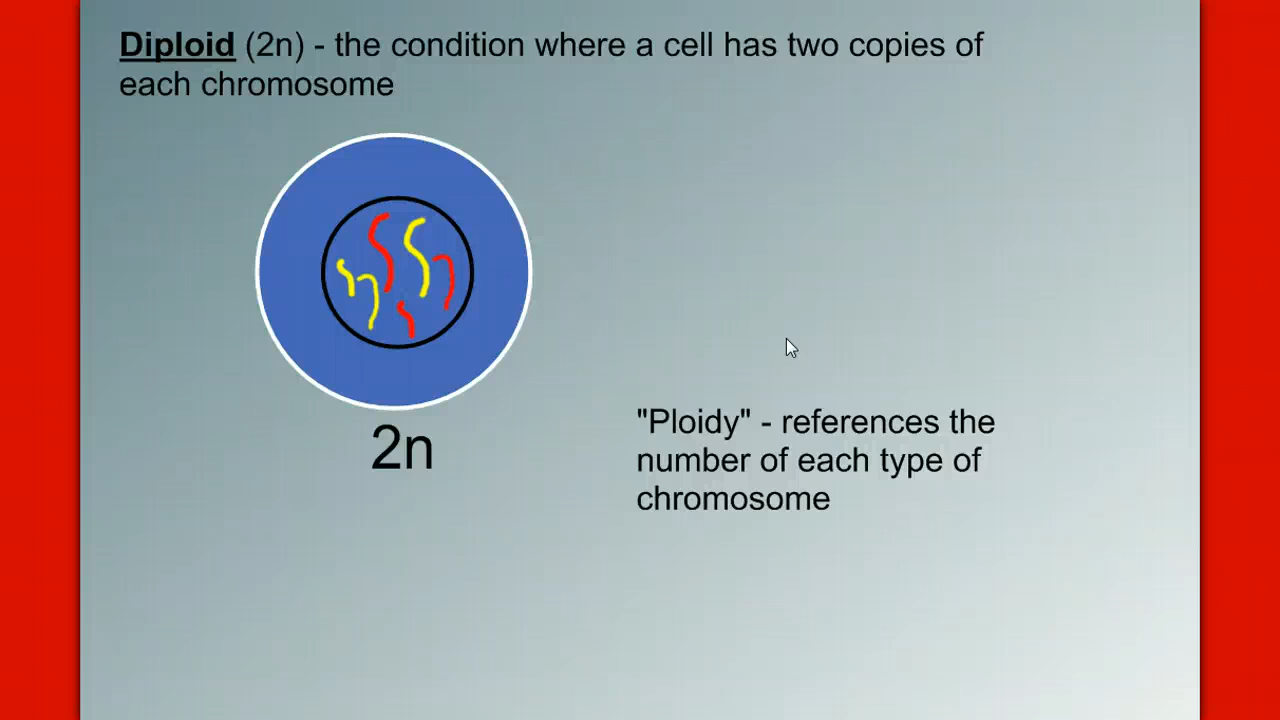 Diploid (2n) - the condition where a cell has two copies of
each chromosome
2n
"Ploidy" - references the
number of each type of
chromosome